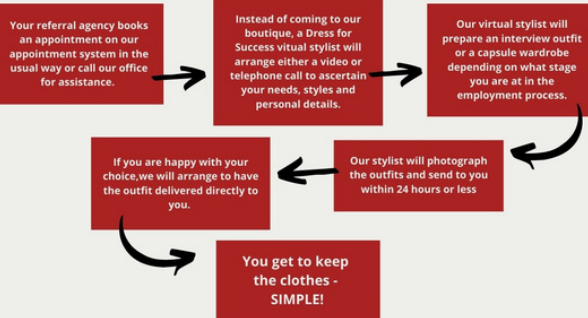 Your referral agency books
an appointment on our
appointment system in the
usual way or call our office
for assistance.
Instead of coming to our
boutique, a Dress for
Success vitual stylist will
arrange either a video or
telephone call to ascertain
your needs, styles and
personal details.
Our virtual stylist will
prepare an interview outfit
or a capsule wardrobe
depending on what stage
you are at in the
employment process.
Our stylist will photograph
the outfits and send to you
within 24 hours or less
If you are happy with your
choice,we will arrange to have
the outfit delivered directly to
you.
You get to keep
the clothes -
SIMPLE!